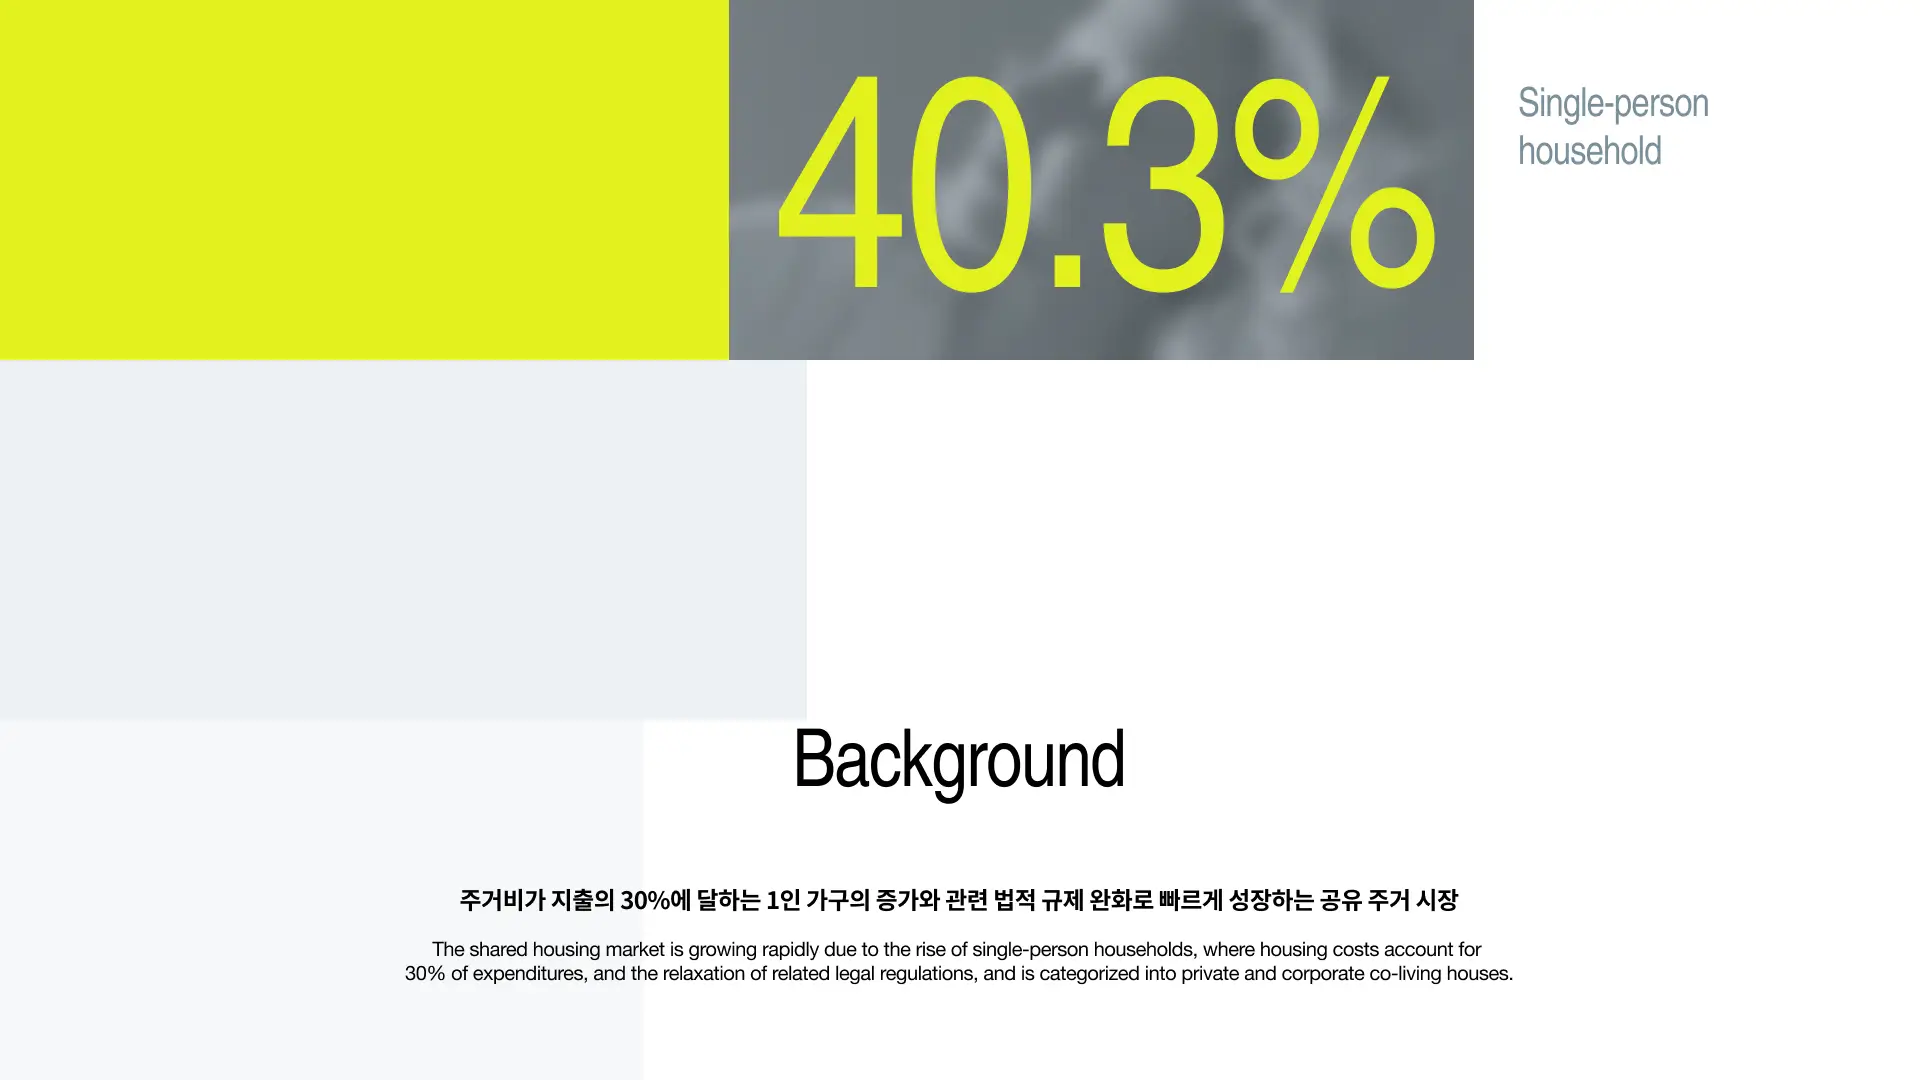 40.3%
Single-person
household
Background
주거비가 지출의 30%에 달하는 1인 가구의 증가와 관련 법적 규제 완화로 빠르게 성장하는 공유 주거 시장
The shared housing market is growing rapidly due to the rise of single-person households, where housing costs account for
30% of expenditures, and the relaxation of related legal regulations, and is categorized into private and corporate co-living houses.